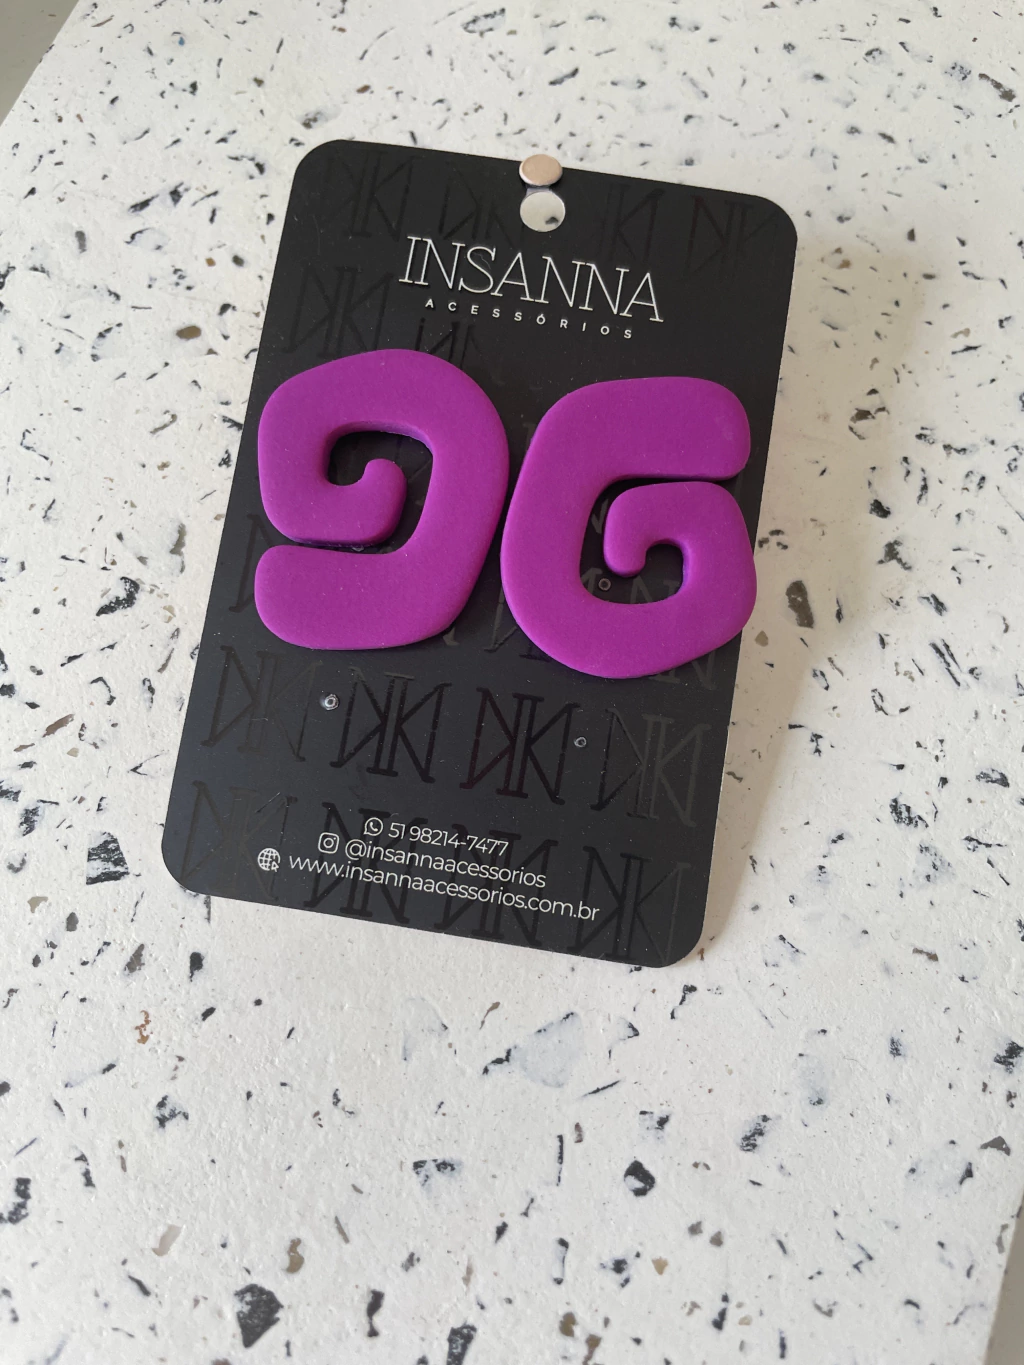 INSANNA
ACESSÓRIOS
51 98214-7477
@insannaacessorios
www.insannaacessorios.com.br